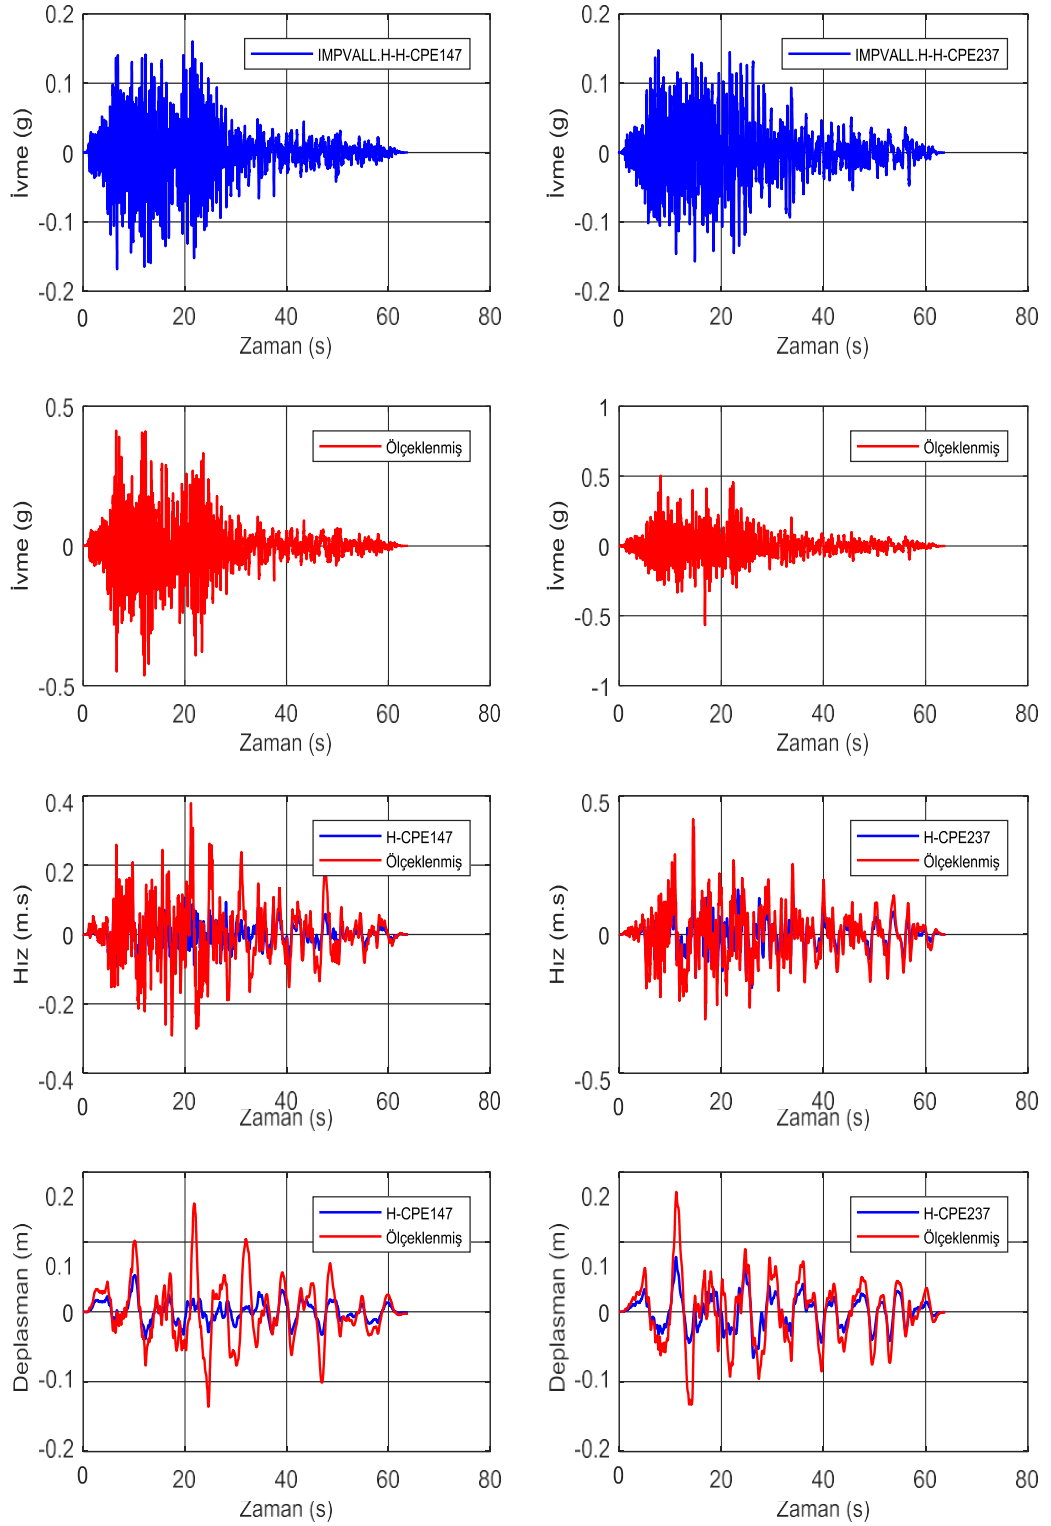 0.2
0.1
0
-0.1
-0.2
İvme (g)
IMPVALL.H-H-CPE147
0 20 40 60 80
Zaman (s)
0.2
0.1
0
-0.1
-0.2
İvme (g)
IMPVALL.H-H-CPE237
0 20 40 60 80
Zaman (s)
0.5
0
-0.5
İvme (g)
Ölçeklenmiş
0 20 40 60 80
Zaman (s)
1
0.5
0
-0.5
-1
İvme (g)
Ölçeklenmiş
0 20 40 60 80
Zaman (s)
0.4
0.2
0
-0.2
-0.4
Hız (m.s)
H-CPE147
Ölçeklenmiş
0 20 40 60 80
Zaman (s)
0.5
0
-0.5
Hız (m.s)
H-CPE237
Ölçeklenmiş
0 20 40 60 80
Zaman (s)
0.2
0.1
0
-0.1
-0.2
Deplasman (m)
H-CPE147
Ölçeklenmiş
0 20 40 60 80
Zaman (s)
0.2
0.1
0
-0.1
-0.2
Deplasman (m)
H-CPE237
Ölçeklenmiş
0 20 40 60 80
Zaman (s)